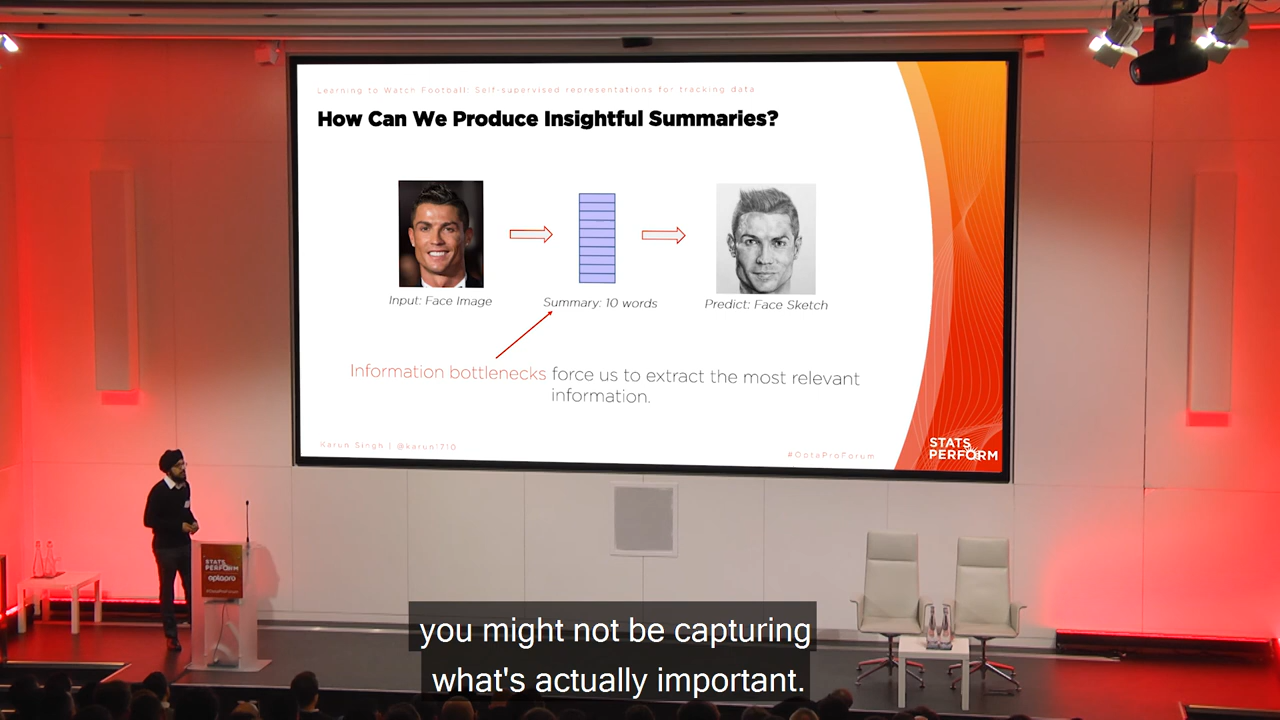 Learning to Watch Football: Self-supervised representations for tracking data
How Can We Produce Insightful Summaries?
Input: Face Image
Summary: 10 words
Predict: Face Sketch
Information bottlenecks force us to extract the most relevant
information.
Karun Singh | @karun1710
#OptaProForum
STATS
PERFORM
STATS
PERFORM
optapro
#OptaProForum
you might not be capturing
what's actually important.